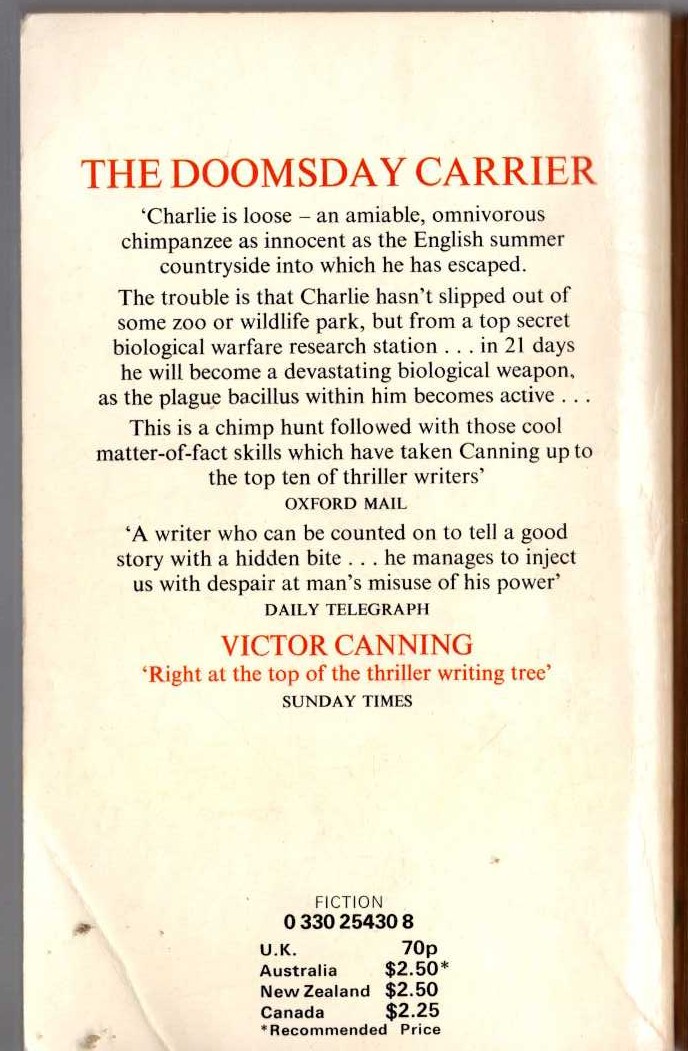 THE DOOMSDAY CARRIER
‘Charlie is loose – an amiable, omnivorous
chimpanzee as innocent as the English summer
countryside into which he has escaped.
The trouble is that Charlie hasn’t slipped out of
some zoo or wildlife park, but from a top secret
biological warfare research station . . . in 21 days
he will become a devastating biological weapon,
as the plague bacillus within him becomes active . . .
This is a chimp hunt followed with those cool
matter-of-fact skills which have taken Canning up to
the top ten of thriller writers’
OXFORD MAIL
‘A writer who can be counted on to tell a good
story with a hidden bite . . . he manages to inject
us with despair at man’s misuse of his power’
DAILY TELEGRAPH
VICTOR CANNING
‘Right at the top of the thriller writing tree’
SUNDAY TIMES
FICTION
0 330 25430 8
U.K. 70p
Australia $2.50*
New Zealand $2.50
Canada $2.25
*Recommended Price